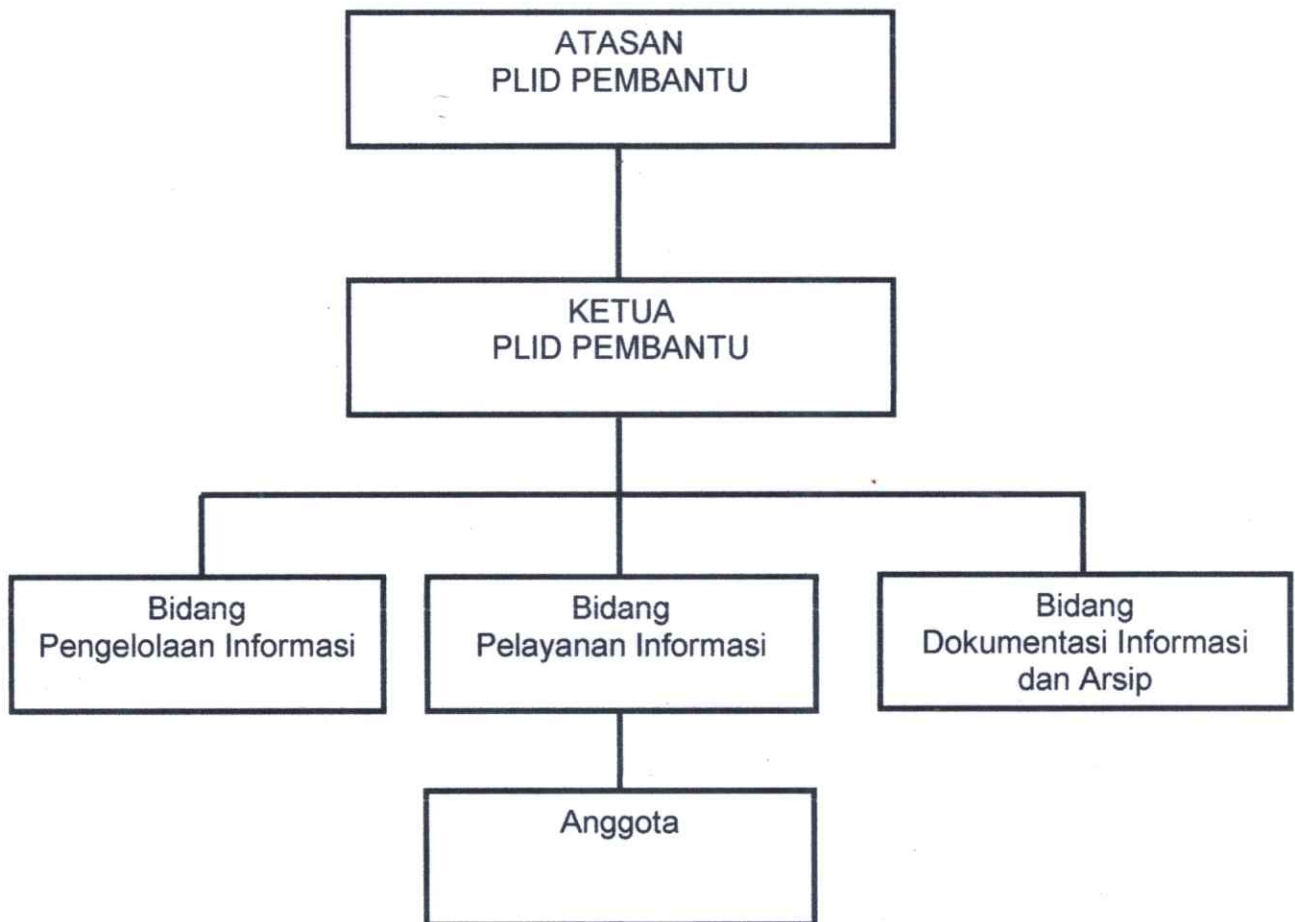 ATASAN
PLID PEMBANTU
KETUA
PLID PEMBANTU
Bidang
Pengelolaan Informasi
Bidang
Pelayanan Informasi
Bidang
Dokumentasi Informasi
dan Arsip
Anggota